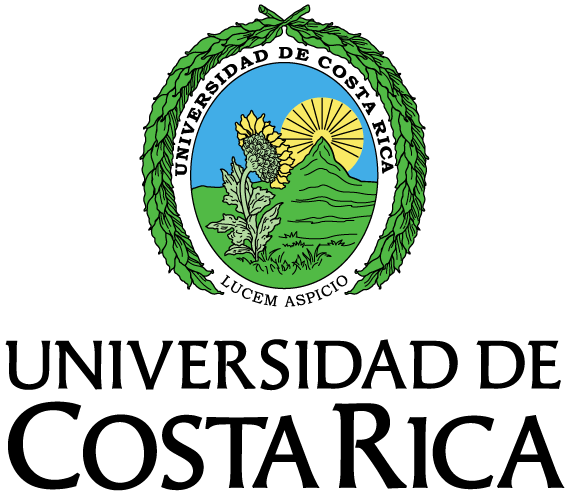 UNIVERSIDAD DE COSTA RICA
LUCEM ASPICIO
UNIVERSIDAD DE
COSTA RICA